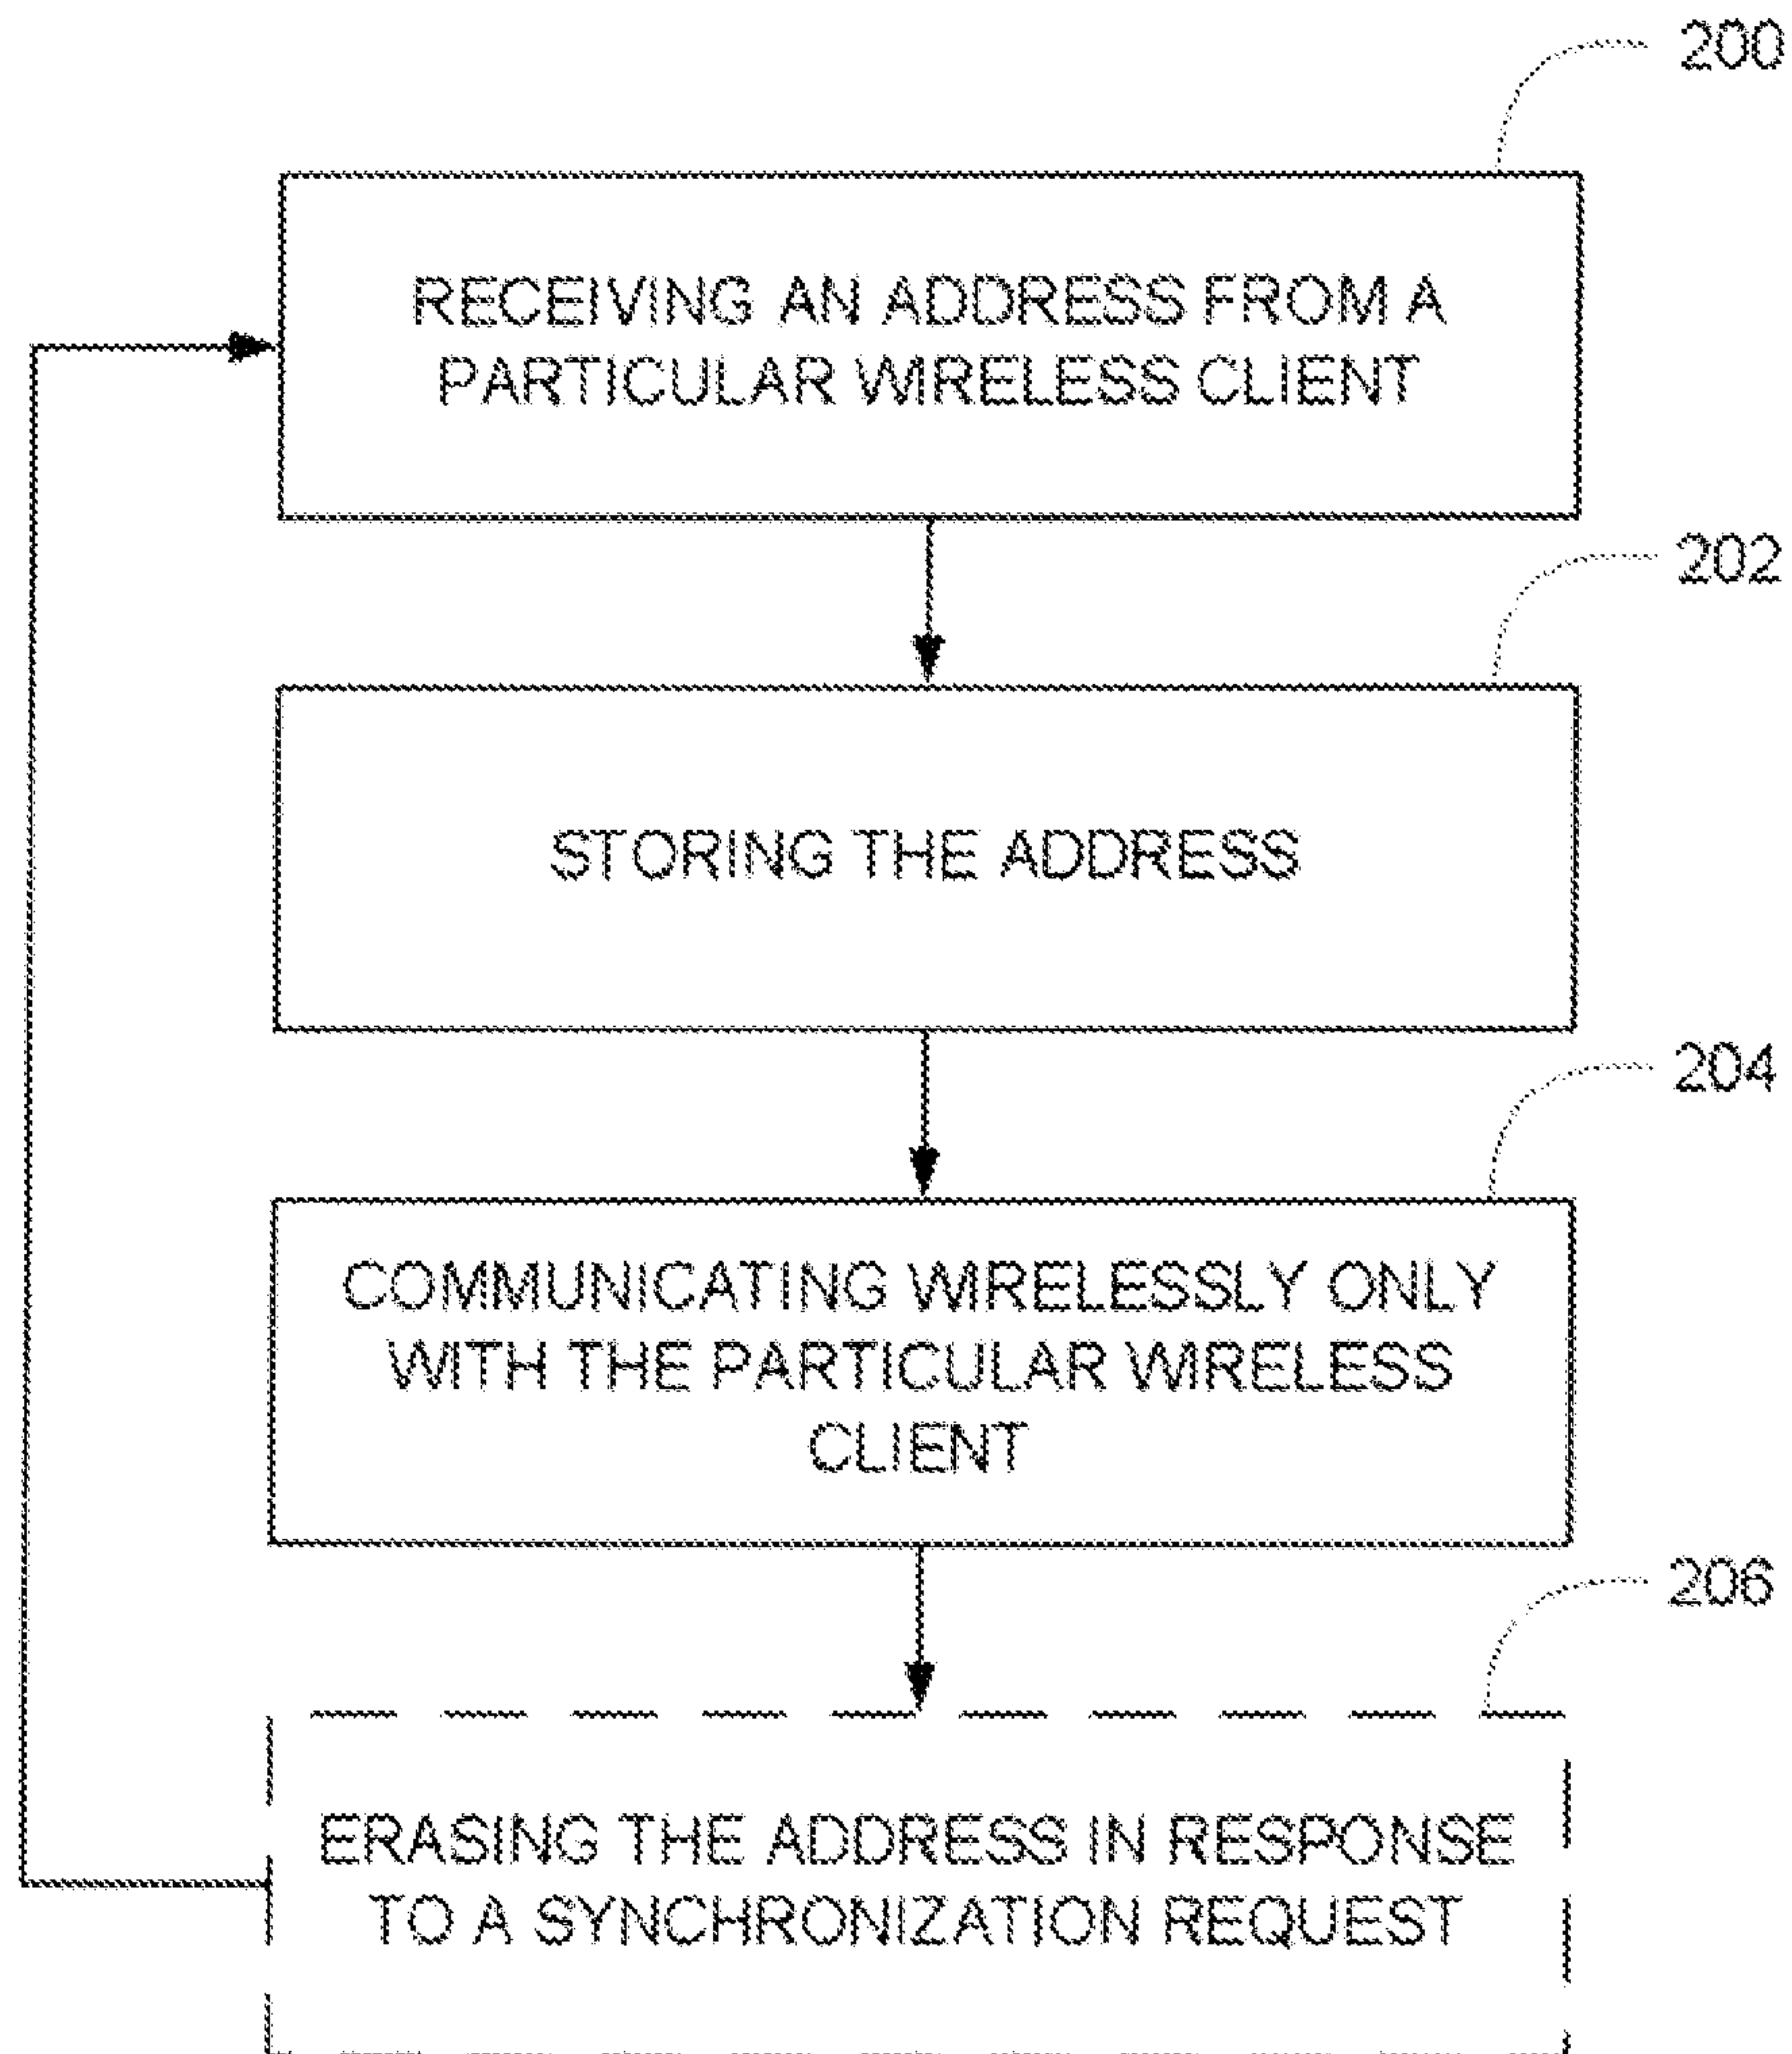 200
RECEIVING AN ADDRESS FROM A
PARTICULAR WIRELESS CLIENT
202
STORING THE ADDRESS
204
COMMUNICATING WIRELESSLY ONLY
WITH THE PARTICULAR WIRELESS
CLIENT
206
ERASING THE ADDRESS IN RESPONSE
TO A SYNCHRONIZATION REQUEST